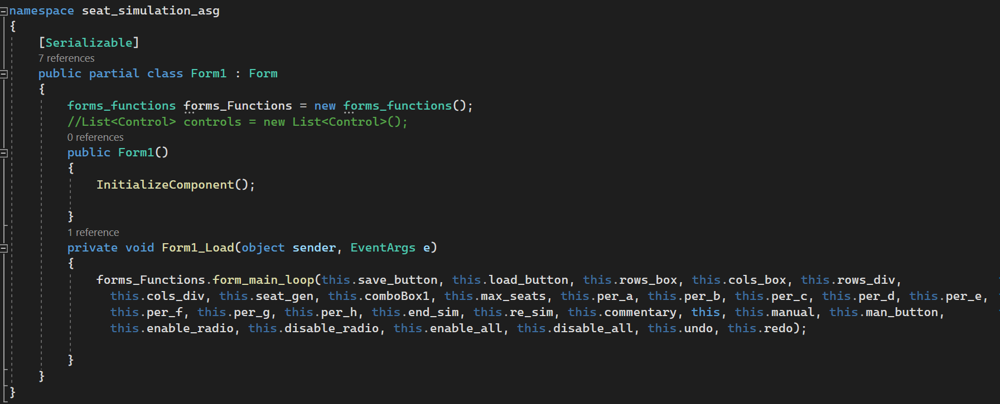 namespace seat_simulation_asg
{
[Serializable]
7 references
public partial class Form1 : Form
{
forms_functions forms_Functions = new forms_functions();
//List<Control> controls = new List<Control>();
0 references
public Form1()
{
InitializeComponent();
}
1 reference
private void Form1_Load(object sender, EventArgs e)
{
forms_Functions.form_main_loop(this.save_button, this.load_button, this.rows_box, this.cols_box, this.rows_div,
this.cols_div, this.seat_gen, this.comboBox1, this.max_seats, this.per_a, this.per_b, this.per_c, this.per_d, this.per_e,
this.per_f, this.per_g, this.per_h, this.end_sim, this.re_sim, this.commentary, this, this.manual, this.man_button,
this.enable_radio, this.disable_radio, this.enable_all, this.disable_all, this.undo, this.redo);
}
}
}